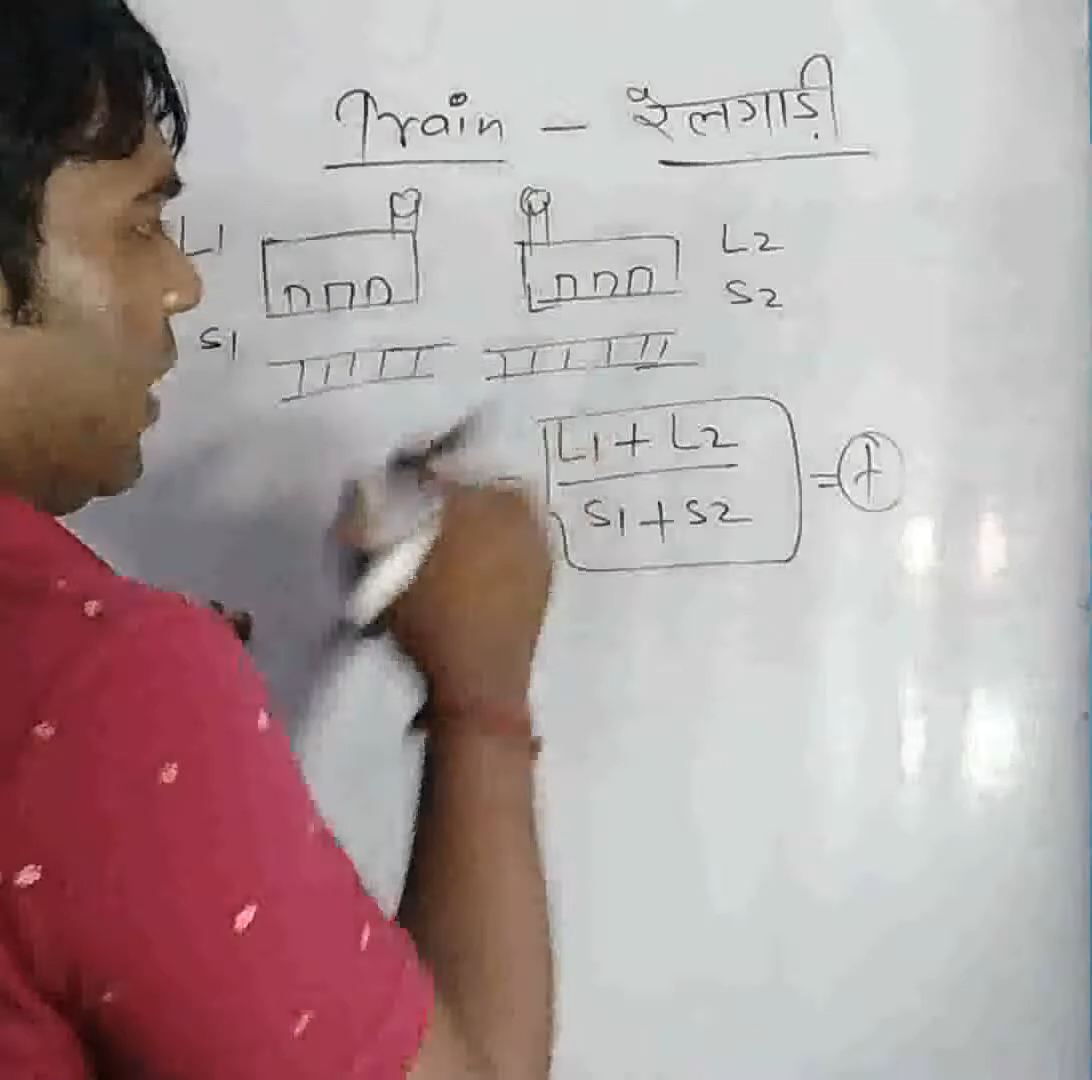 Train — रेलगाड़ी
L1 L2
S1 S2
L1 + L2
S1 + S2
= +